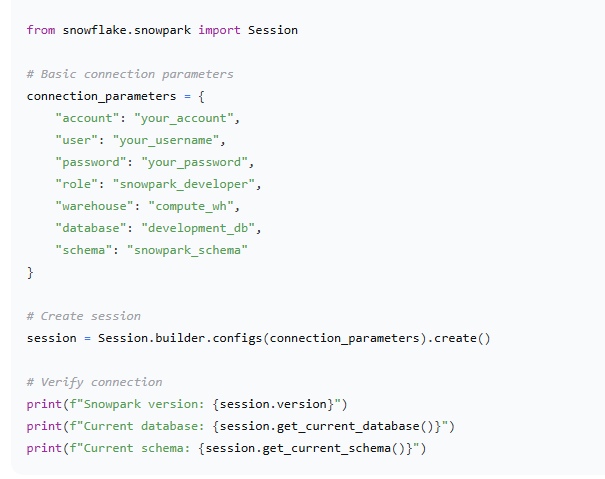 from snowflake.snowpark import Session
# Basic connection parameters
connection_parameters = {
"account": "your_account",
"user": "your_username",
"password": "your_password",
"role": "snowpark_developer",
"warehouse": "compute_wh",
"database": "development_db",
"schema": "snowpark_schema"
}
# Create session
session = Session.builder.configs(connection_parameters).create()
# Verify connection
print(f"Snowpark version: {session.version}")
print(f"Current database: {session.get_current_database()}")
print(f"Current schema: {session.get_current_schema()}")